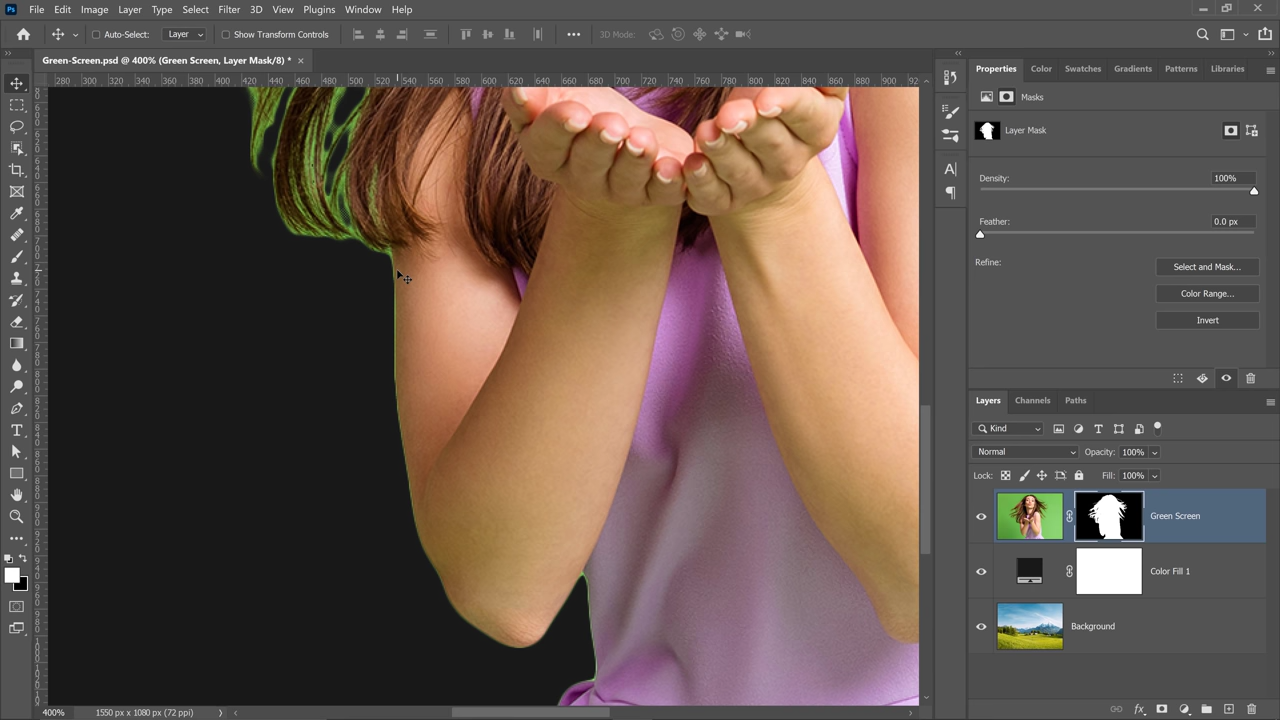 Ps File Edit Image Layer Type Select Filter 3D View Plugins Window Help
Auto-Select: Layer Show Transform Controls 3D Mode:
Green-Screen.psd @ 400% (Green Screen, Layer Mask/8) *
280 300 320 340 360 380 400 420 440 460 480 500 520 540 560 580 600 620 640 660 680 700 720 740 760 780 800 820 840 860 880 900
Properties Color Swatches Gradients Patterns Libraries
Masks
Layer Mask
Density: 100%
Feather: 0.0 px
Refine: Select and Mask...
Color Range...
Invert
Layers Channels Paths
Kind
Normal Opacity: 100%
Lock: Fill: 100%
Green Screen
Color Fill 1
Background
400% 1550 px x 1080 px (72 ppi)